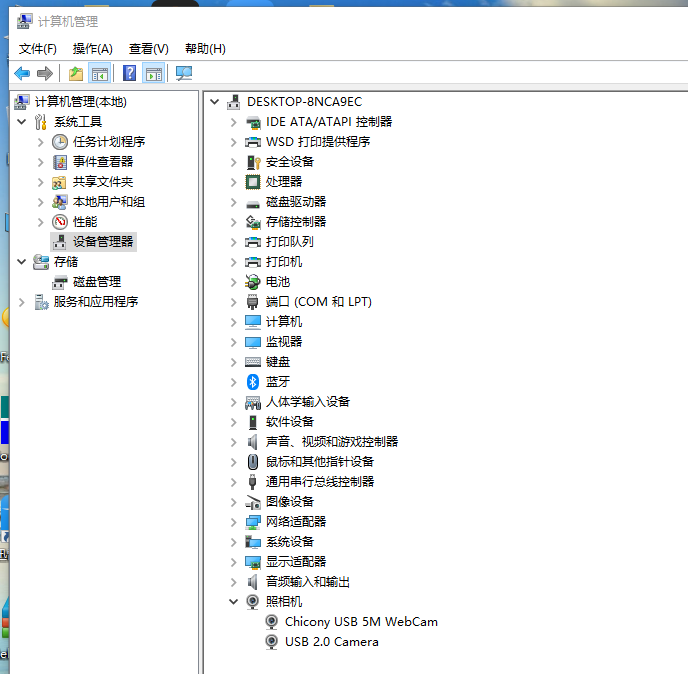 计算机管理
文件(F) 操作(A) 查看(V) 帮助(H)
计算机管理(本地)
系统工具
任务计划程序
事件查看器
共享文件夹
本地用户和组
性能
设备管理器
存储
磁盘管理
服务和应用程序
DESKTOP-8NCA9EC
IDE ATA/ATAPI 控制器
WSD 打印提供程序
安全设备
处理器
磁盘驱动器
存储控制器
打印队列
打印机
电池
端口 (COM 和 LPT)
计算机
监视器
键盘
蓝牙
人体学输入设备
软件设备
声音、视频和游戏控制器
鼠标和其他指针设备
通用串行总线控制器
图像设备
网络适配器
系统设备
显示适配器
音频输入和输出
照相机
Chicony USB 5M WebCam
USB 2.0 Camera